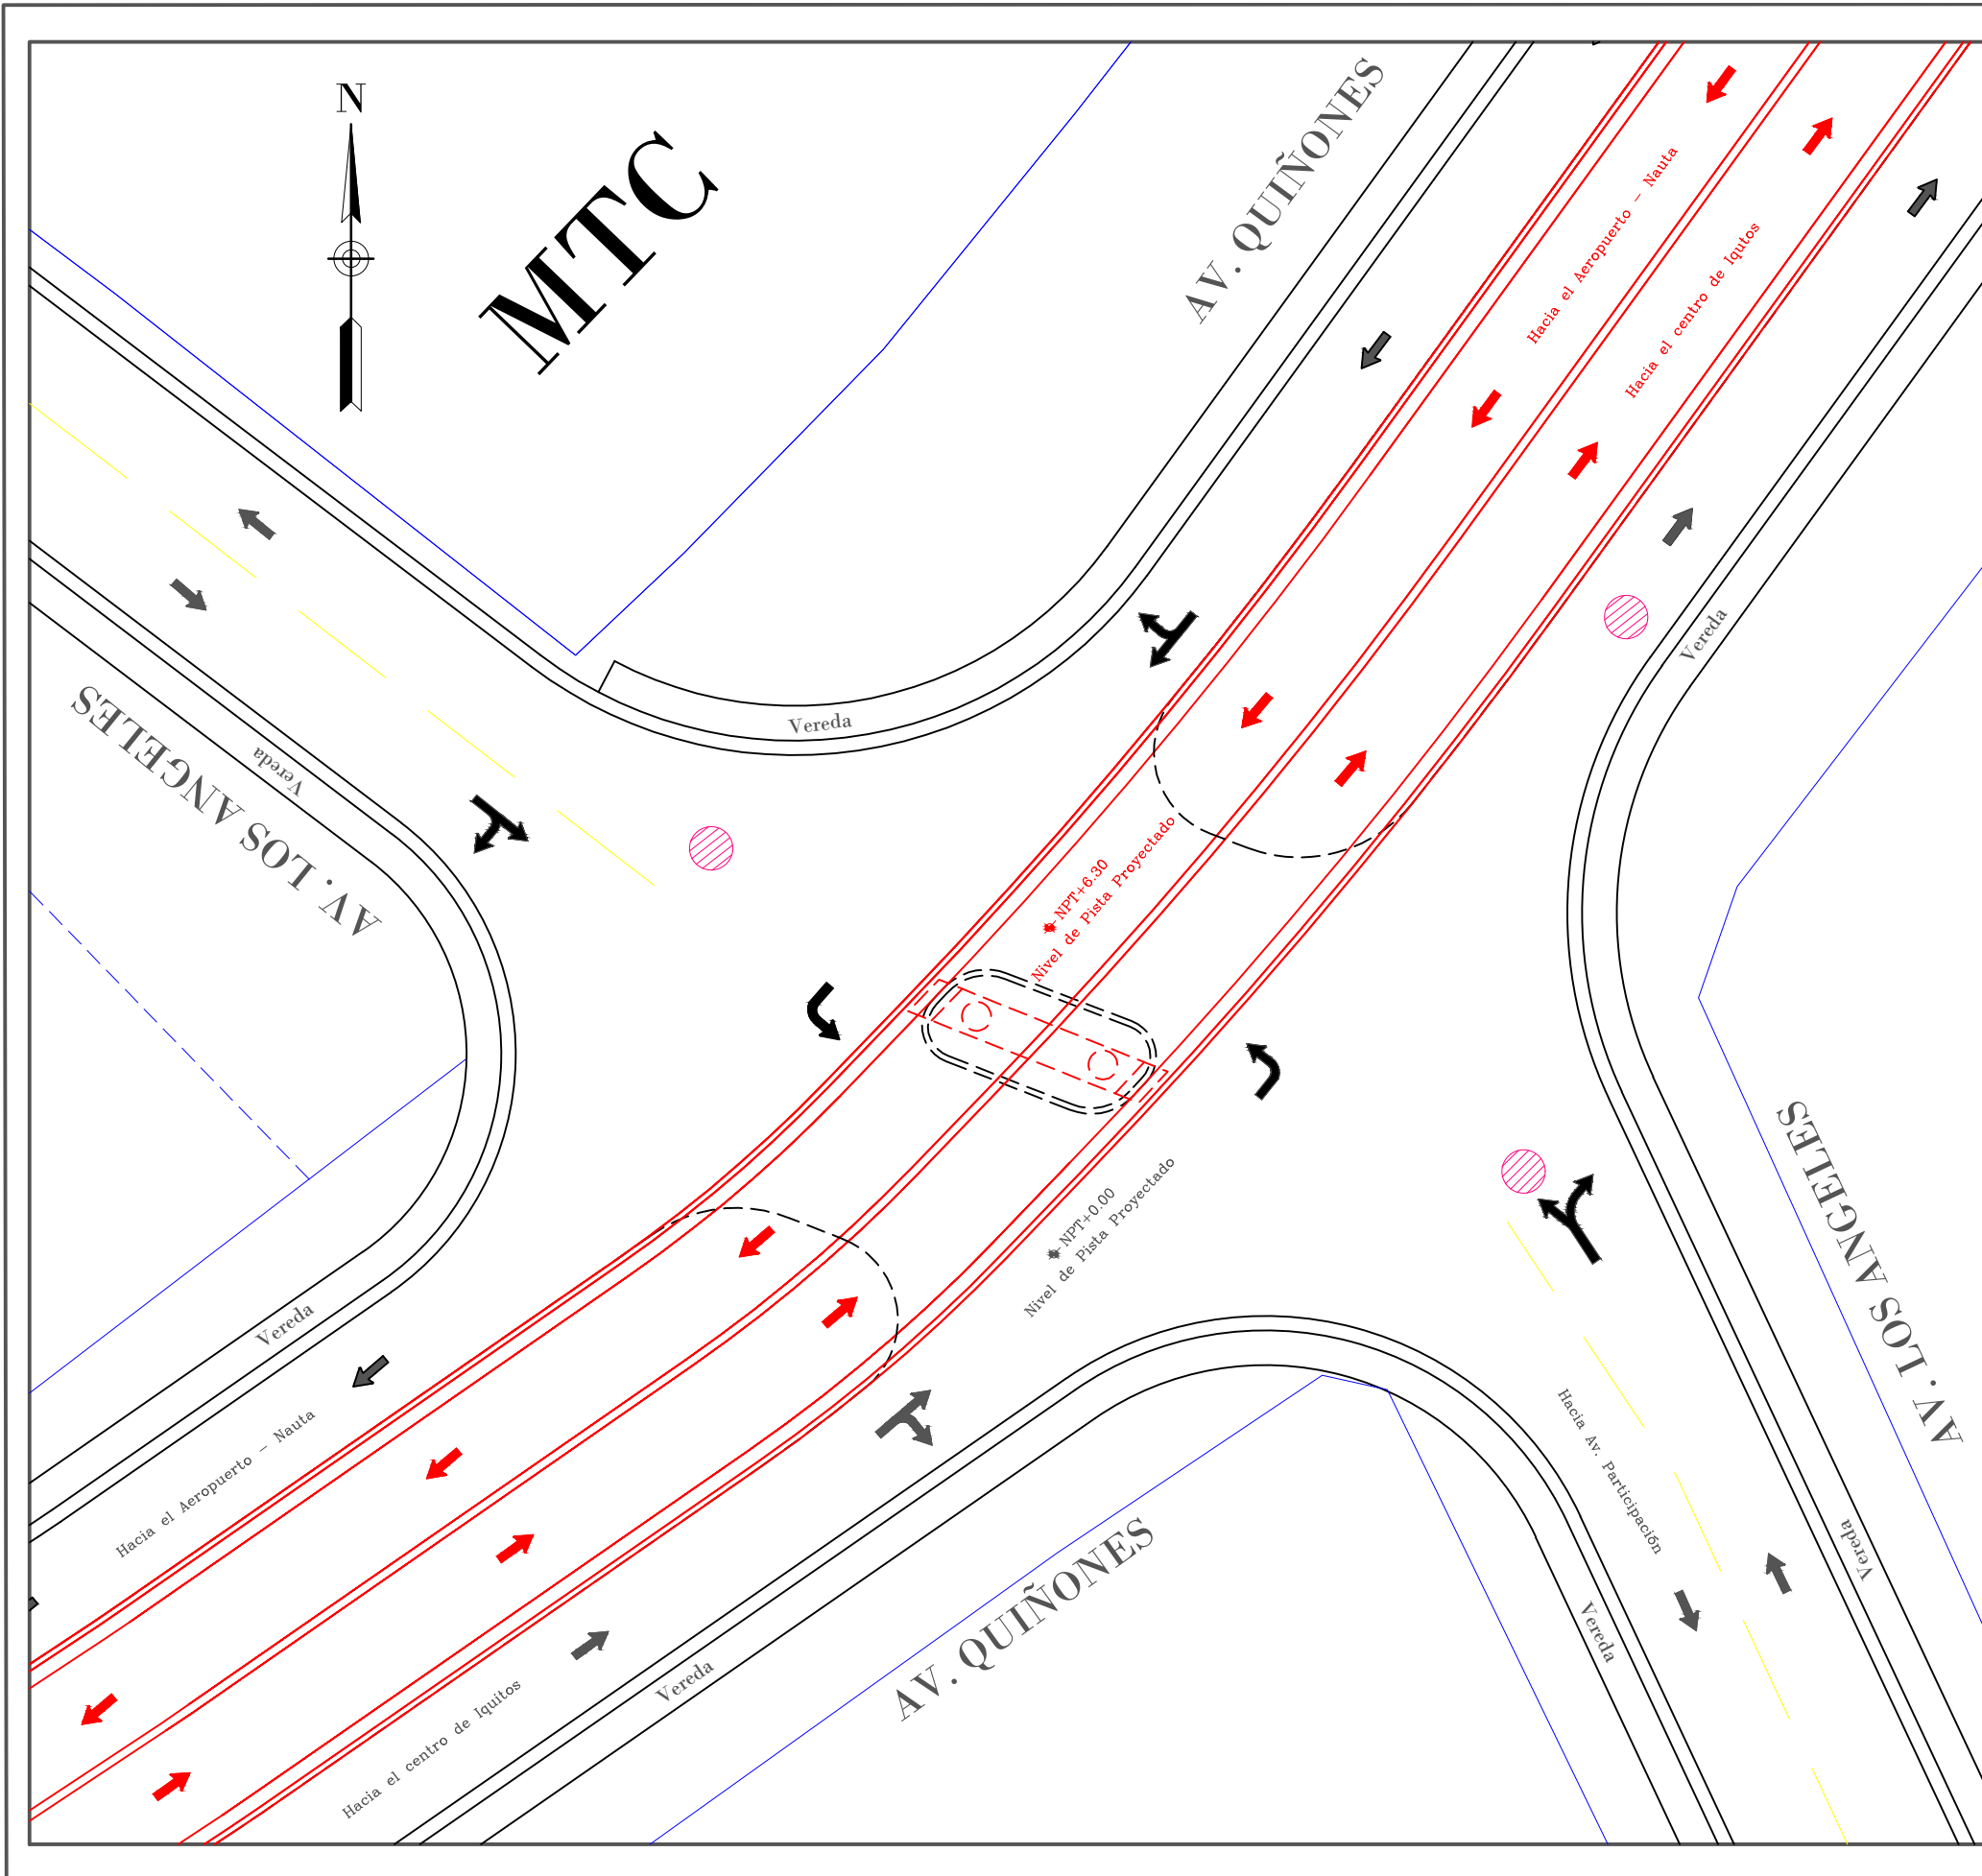 N
MTC
AV. QUIÑONES
Hacia el Aeropuerto - Nauta
Hacia el centro de Iqutos
Vereda
Vereda
Vereda
AV. LOS ANGELES
NPT+6.30
Nivel de Pista Proyectado
NPT+0.00
Nivel de Pista Proyectado
AV. LOS ANGELES
Vereda
Hacia el Aeropuerto - Nauta
Hacia Av. Participación
Vereda
Vereda
AV. QUIÑONES
Vereda
Hacia el centro de Iquitos